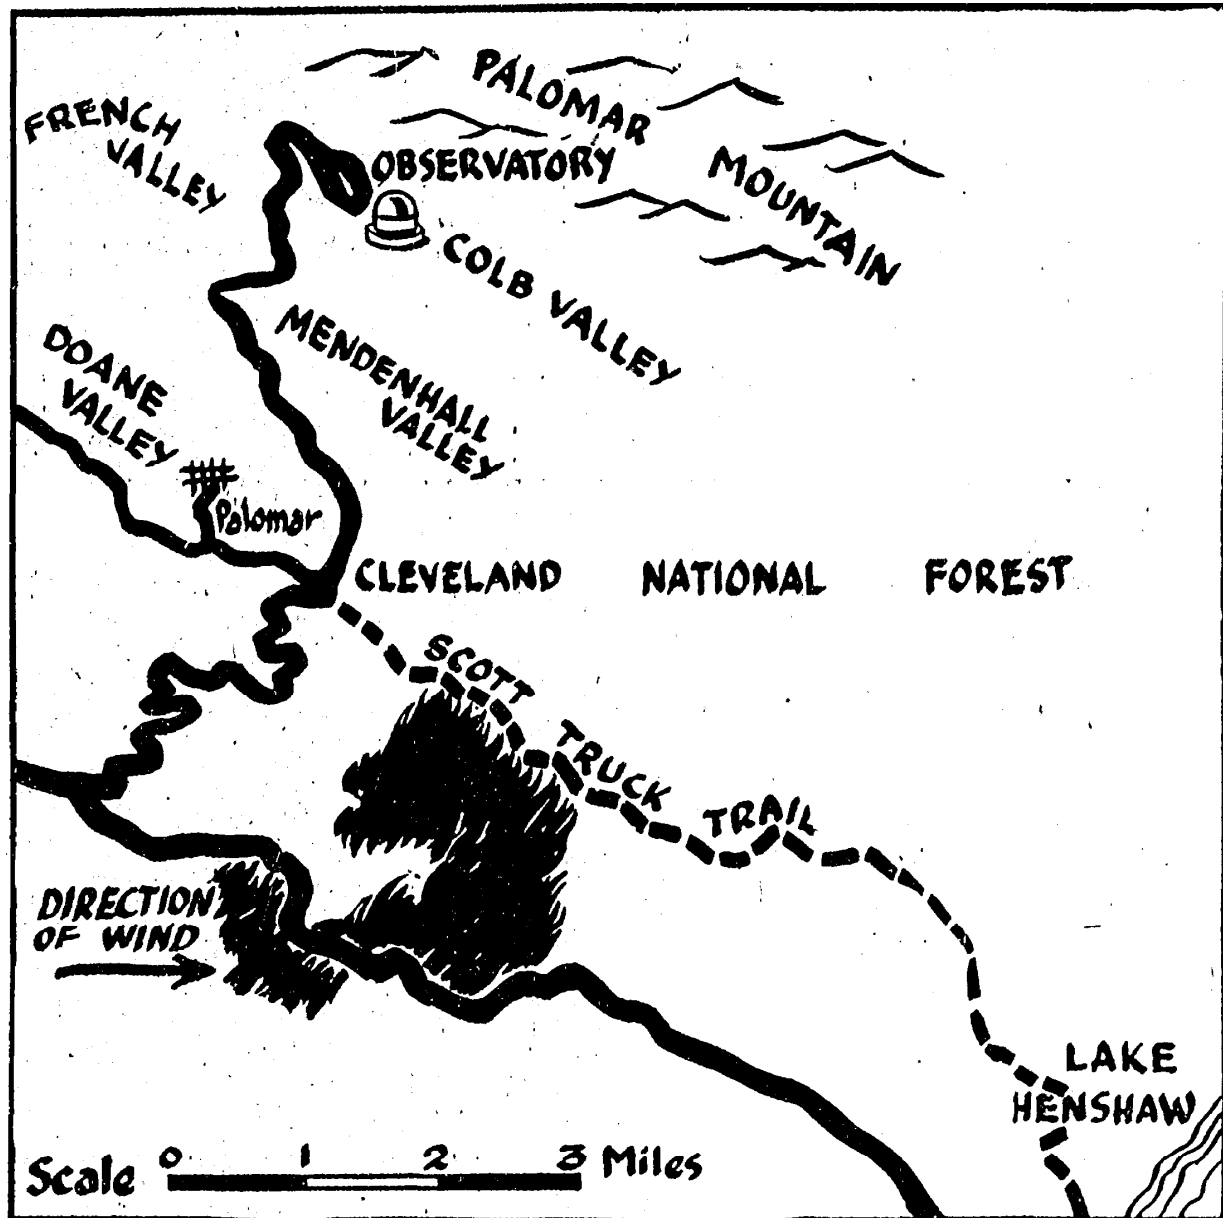 PALOMAR
MOUNTAIN
FRENCH
VALLEY
OBSERVATORY
COLB VALLEY
MENDENHALL
VALLEY
DOANE
VALLEY
Palomar
CLEVELAND NATIONAL FOREST
SCOTT TRUCK TRAIL
DIRECTION
OF WIND
LAKE
HENSHAW
Scale 0 1 2 3 Miles